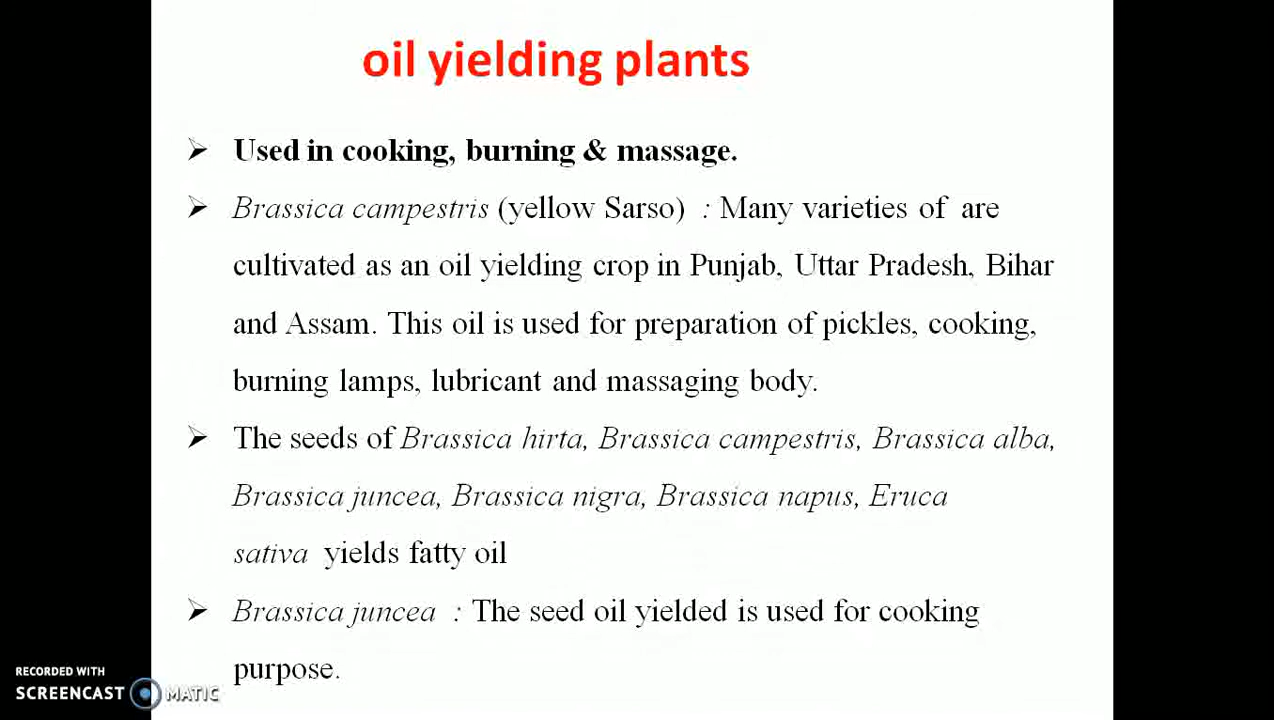 oil yielding plants
➢ Used in cooking, burning & massage.
➢ Brassica campestris (yellow Sarso) : Many varieties of are
cultivated as an oil yielding crop in Punjab, Uttar Pradesh, Bihar
and Assam. This oil is used for preparation of pickles, cooking,
burning lamps, lubricant and massaging body.
➢ The seeds of Brassica hirta, Brassica campestris, Brassica alba,
Brassica juncea, Brassica nigra, Brassica napus, Eruca
sativa yields fatty oil
➢ Brassica juncea : The seed oil yielded is used for cooking
purpose.
RECORDED WITH
SCREENCAST MATIC